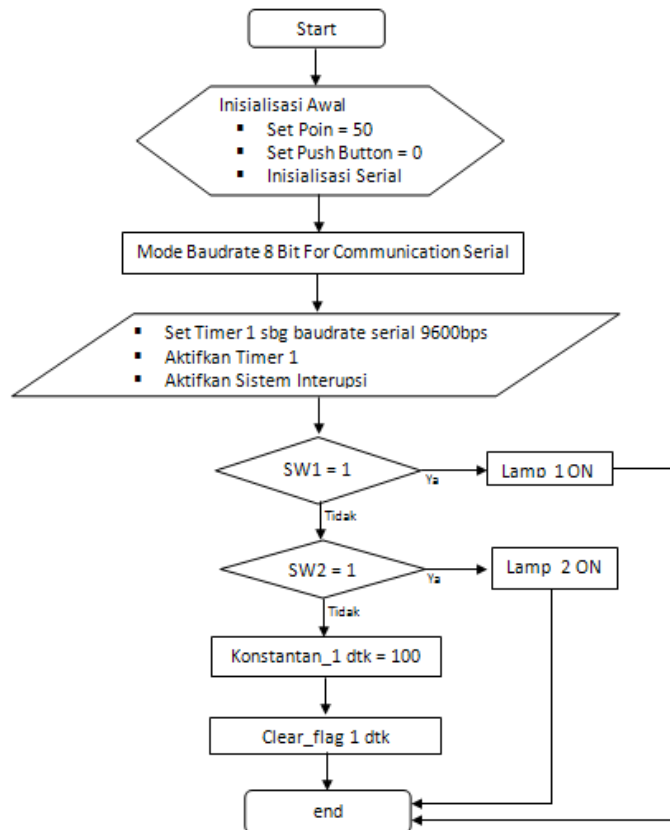 Start
Inisialisasi Awal
▪ Set Poin = 50
▪ Set Push Button = 0
▪ Inisialisasi Serial
Mode Baudrate 8 Bit For Communication Serial
▪ Set Timer 1 sbg baudrate serial 9600bps
▪ Aktifkan Timer 1
▪ Aktifkan Sistem Interupsi
SW1 = 1
Ya
Lamp 1 ON
Tidak
SW2 = 1
Ya
Lamp 2 ON
Tidak
Konstantan_1 dtk = 100
Clear_flag 1 dtk
end